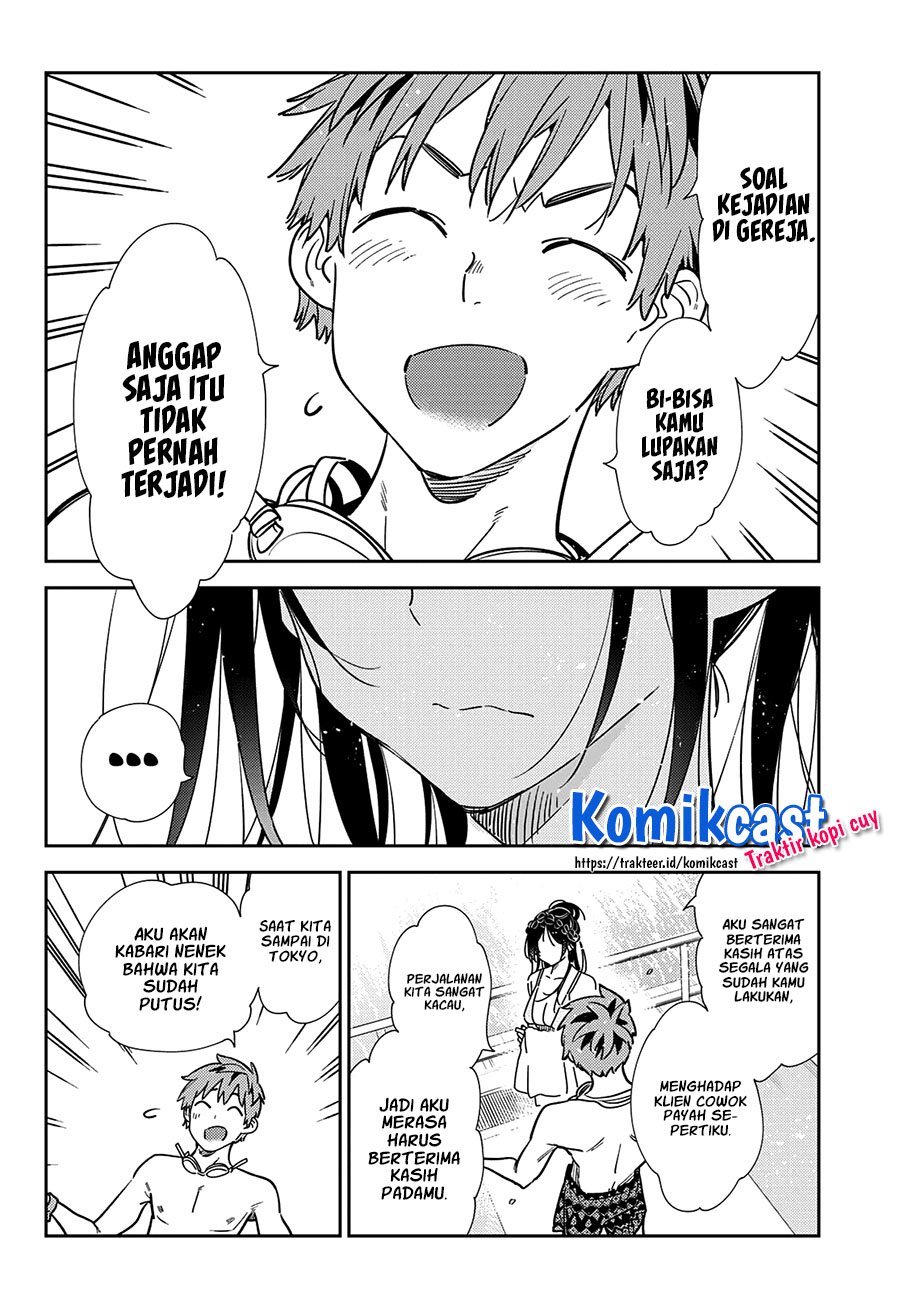 SOAL
KEJADIAN
DI GEREJA.
BI-BISA
KAMU
LUPAKAN
SAJA?
ANGGAP
SAJA ITU
TIDAK
PERNAH
TERJADI!
...
Komikcast
Traktir kopi cuy
https://trakteer.id/komikcast
AKU SANGAT
BERTERIMA
KASIH ATAS
SEGALA YANG
SUDAH KAMU
LAKUKAN,
MENGHADAP
KLIEN COWOK
PAYAH SE-
PERTIKU.
PERJALANAN
KITA SANGAT
KACAU,
JADI AKU
MERASA
HARUS
BERTERIMA
KASIH
PADAMU.
SAAT KITA
SAMPAI DI
TOKYO,
AKU AKAN
KABARI NENEK
BAHWA KITA
SUDAH
PUTUS!